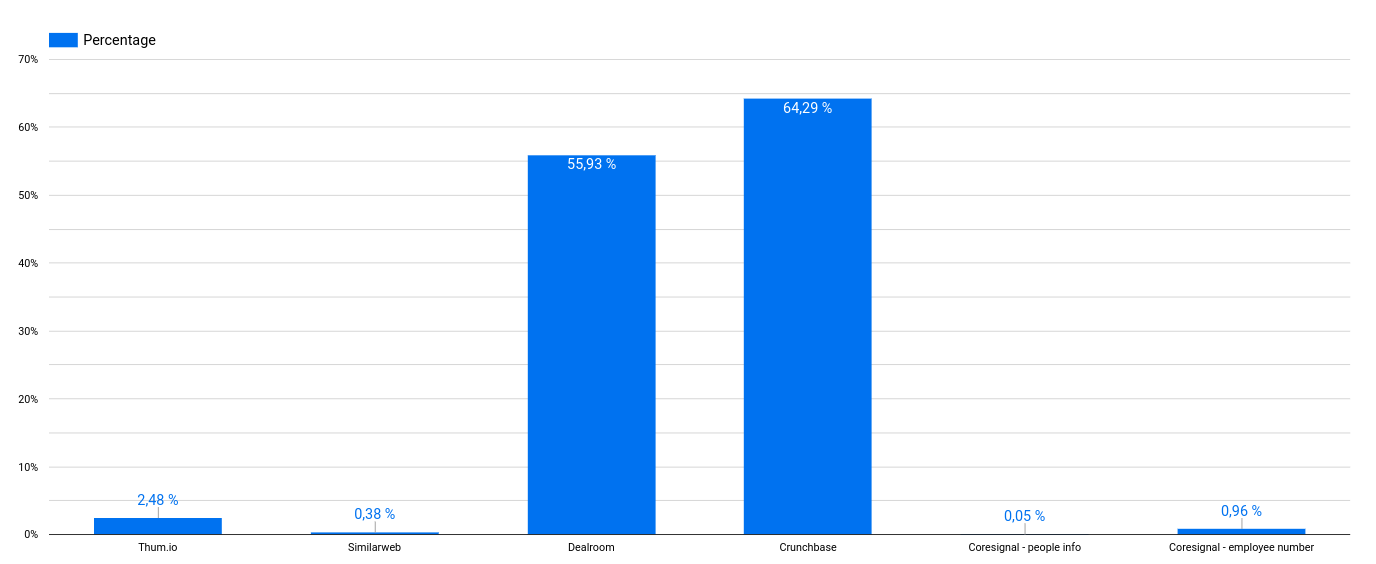 Percentage
70%
60%
50%
40%
30%
20%
10%
0%
2,48 %
0,38 %
55,93 %
64,29 %
0,05 %
0,96 %
Thum.io
Similarweb
Dealroom
Crunchbase
Coresignal - people info
Coresignal - employee number